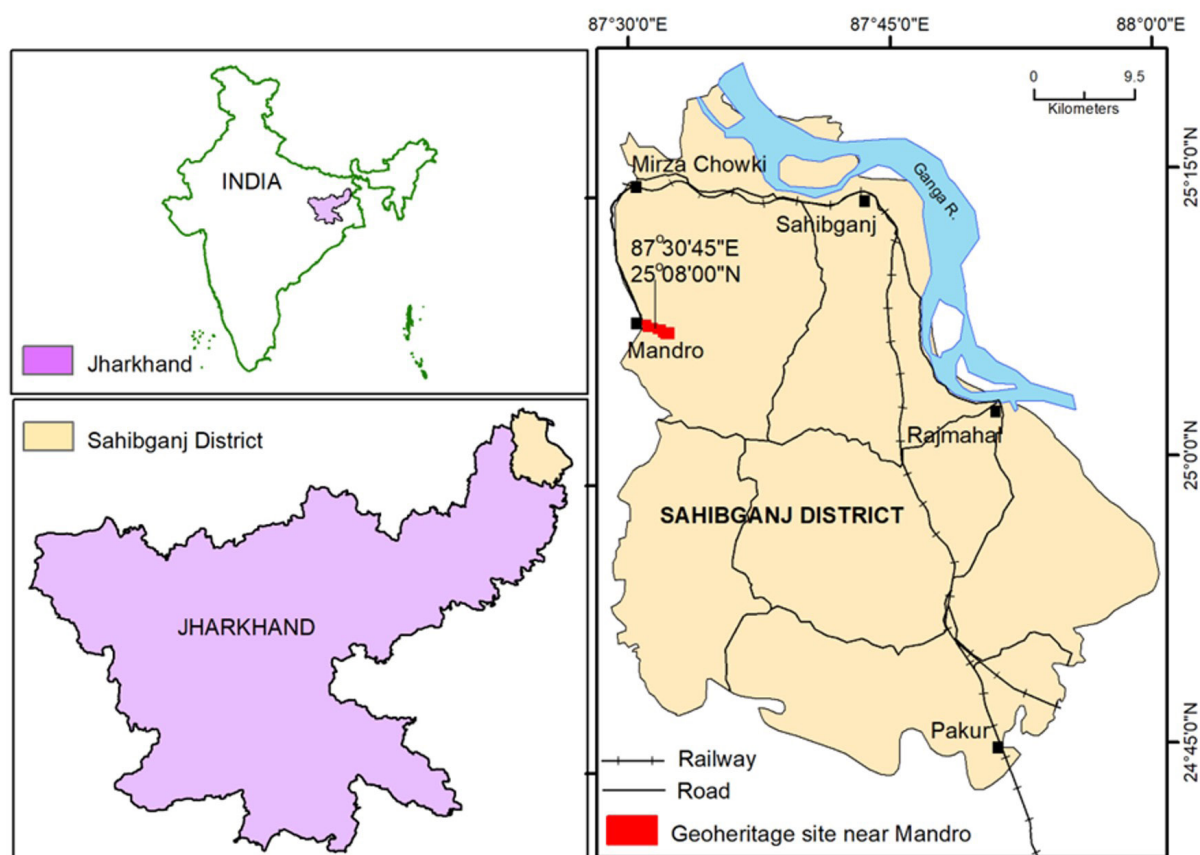 INDIA
Jharkhand
Sahibganj District
JHARKHAND
87°30'0"E
87°45'0"E
88°0'0"E
0
9.5
Kilometers
Mirza Chowki
Ganga R.
25°15'0"N
Sahibganj
87°30'45"E
25°08'00"N
Mandro
Rajmahal
25°0'0"N
SAHIBGANJ DISTRICT
Pakur
24°45'0"N
Railway
Road
Geoheritage site near Mandro